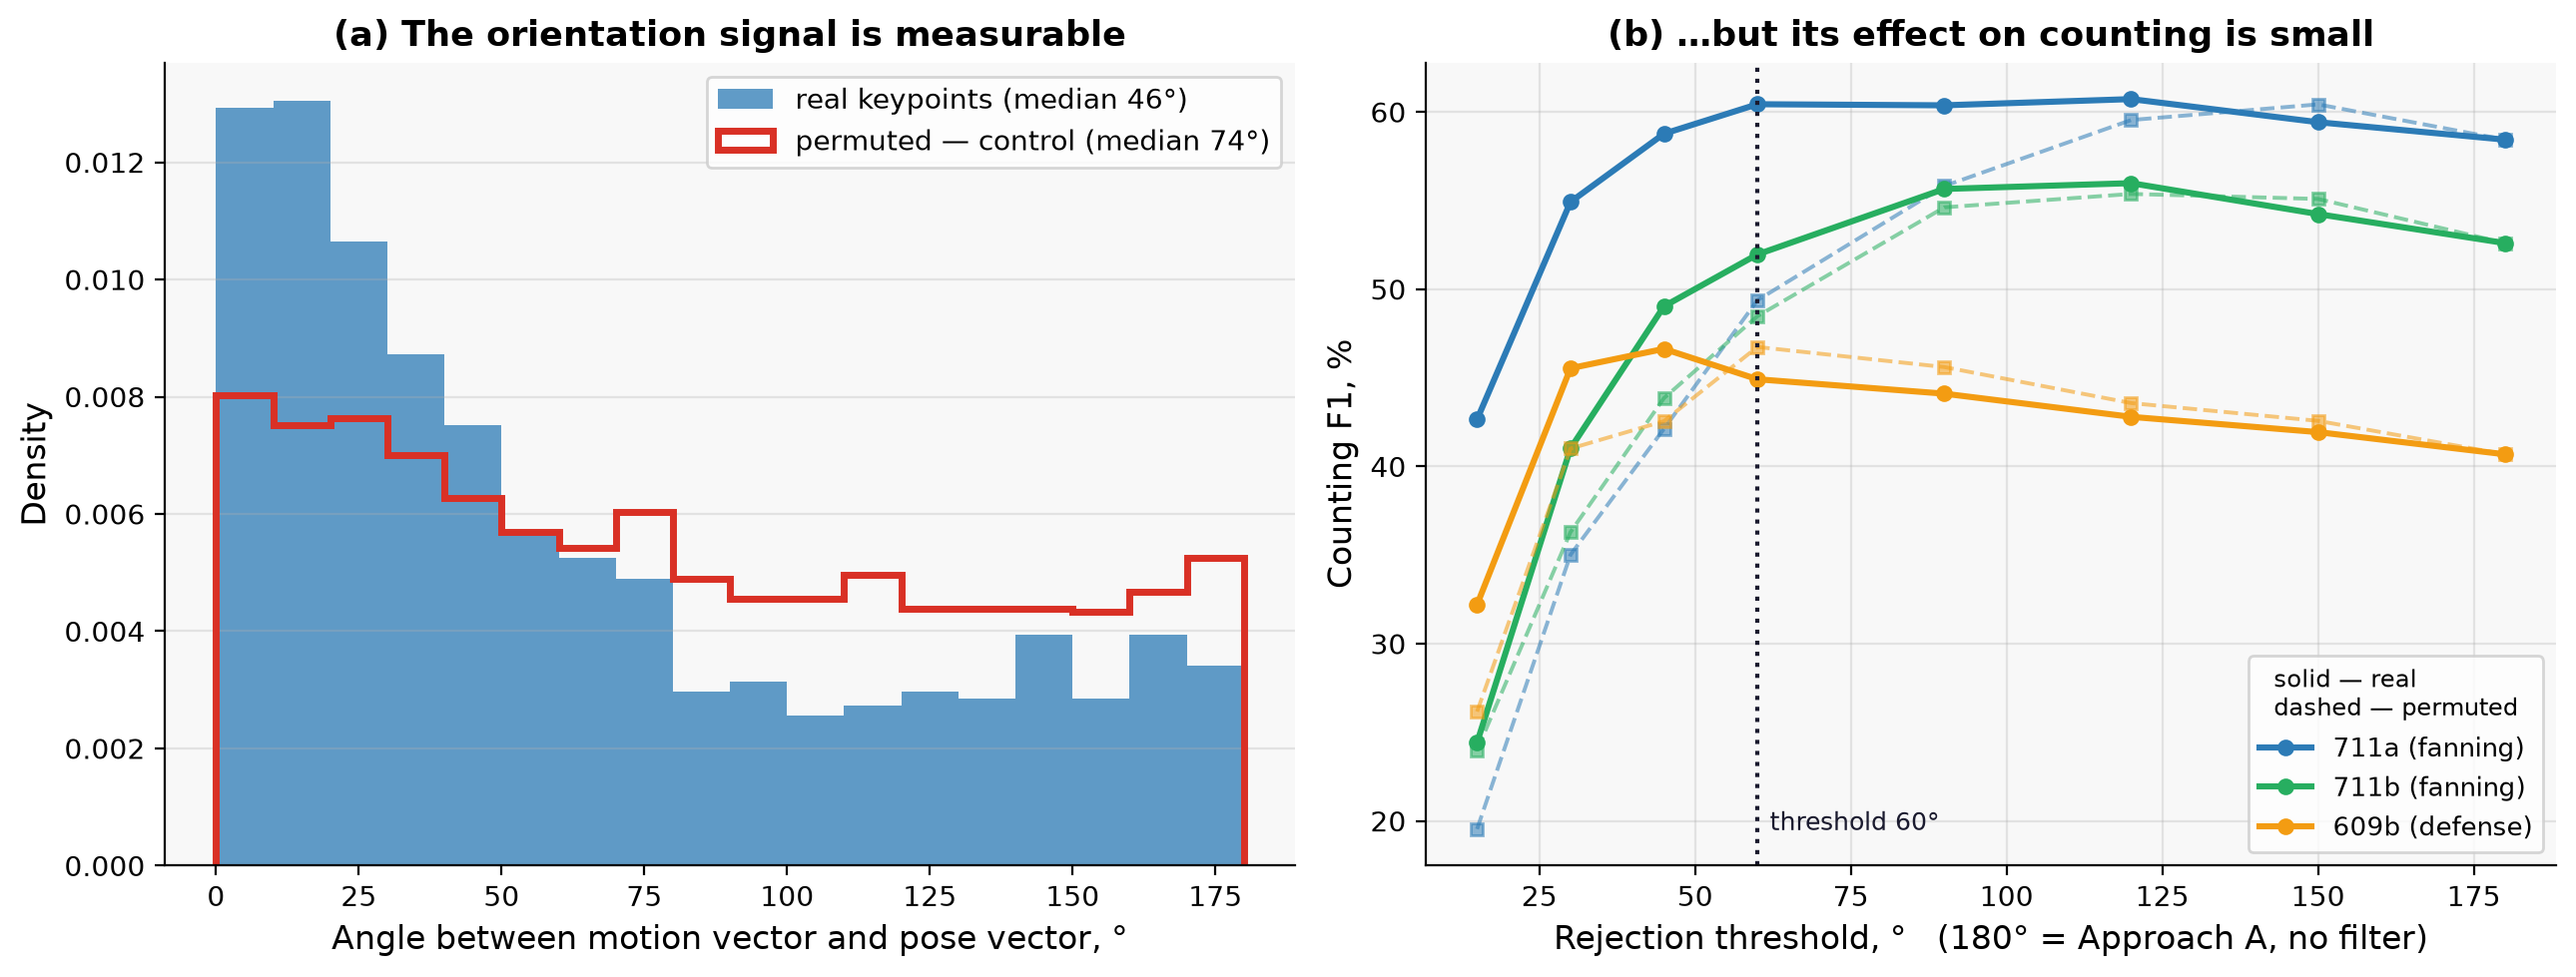 (a) The orientation signal is measurable
real keypoints (median 46°)
permuted — control (median 74°)
Density
0.012
0.010
0.008
0.006
0.004
0.002
0.000
0
25
50
75
100
125
150
175
Angle between motion vector and pose vector, °
(b) …but its effect on counting is small
Counting F1, %
60
50
40
30
20
threshold 60°
solid — real
dashed — permuted
711a (fanning)
711b (fanning)
609b (defense)
25
50
75
100
125
150
175
Rejection threshold, ° (180° = Approach A, no filter)